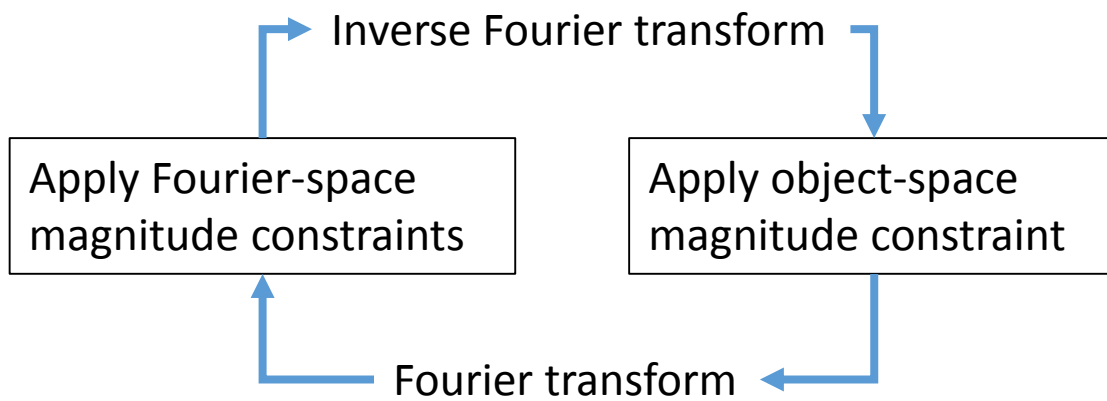 Inverse Fourier transform
Apply Fourier-space
magnitude constraints
Apply object-space
magnitude constraint
Fourier transform